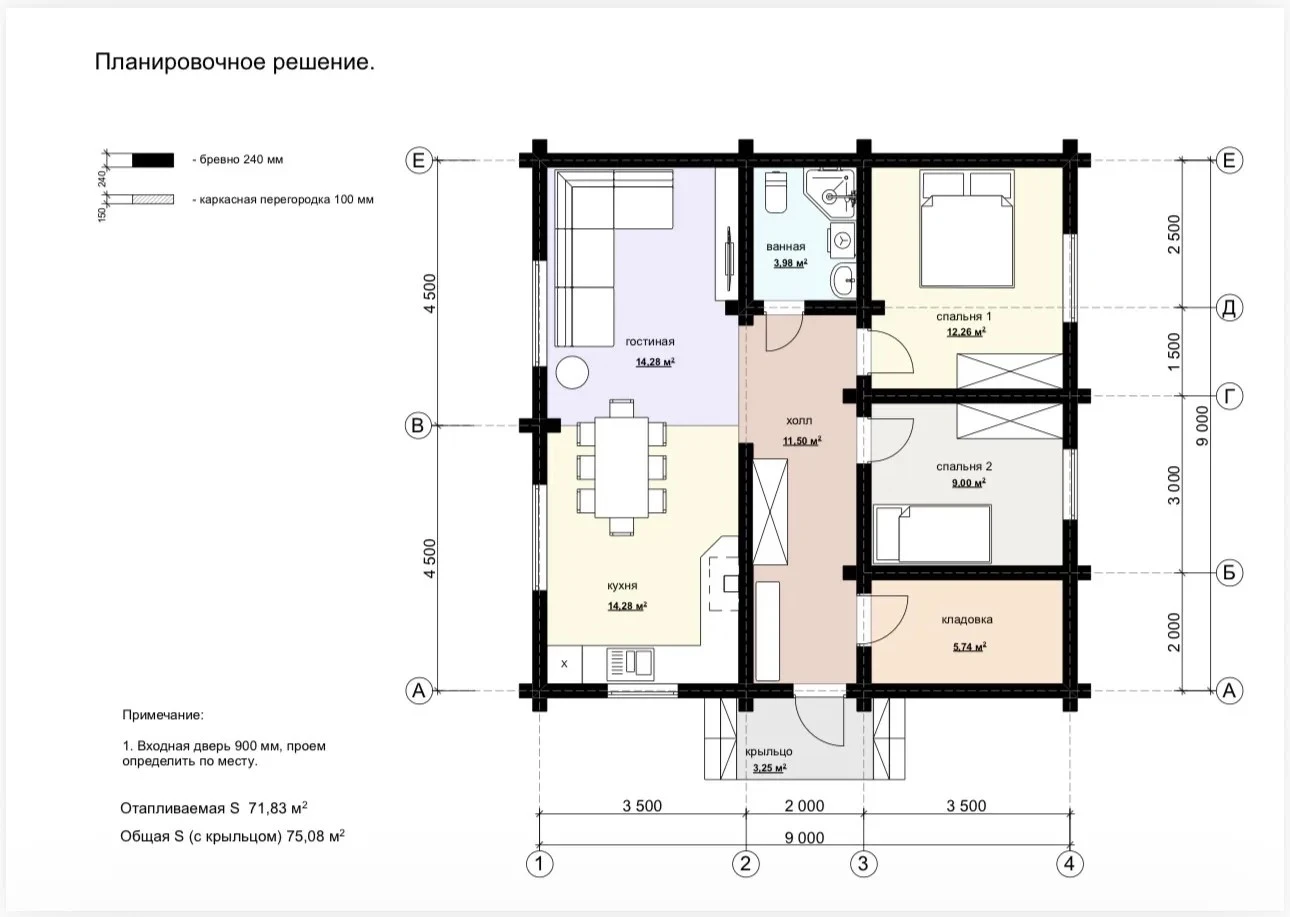 Планировочное решение.
240
- бревно 240 мм
150
- каркасная перегородка 100 мм
Е
Е
2 500
ванная
3,98 м²
4 500
Д
спальня 1
12,26 м²
гостиная
14,28 м²
1 500
Г
В
холл
11,50 м²
9 000
спальня 2
9,00 м²
3 000
4 500
Б
кухня
14,28 м²
кладовка
5,74 м²
2 000
х
А
А
Примечание:
1. Входная дверь 900 мм, проем
определить по месту.
крыльцо
3,25 м²
Отапливаемая S 71,83 м²
Общая S (с крыльцом) 75,08 м²
3 500
2 000
3 500
9 000
1
2
3
4